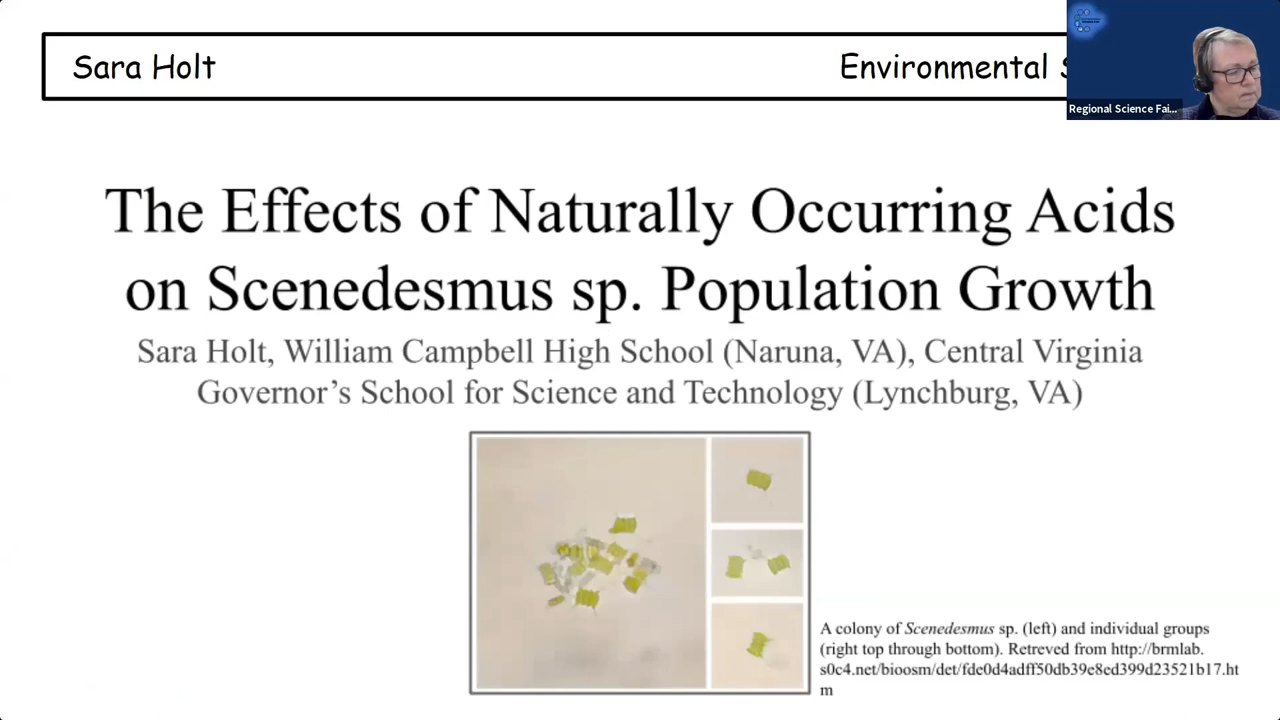 Sara Holt
Environmental
Regional Science Fai...
The Effects of Naturally Occurring Acids
on Scenedesmus sp. Population Growth
Sara Holt, William Campbell High School (Naruna, VA), Central Virginia
Governor's School for Science and Technology (Lynchburg, VA)
A colony of Scenedesmus sp. (left) and individual groups
(right top through bottom). Retreved from http://brmlab.
s0c4.net/bioosm/det/fde0d4adff50db39e8ed399d23521b17.ht
m